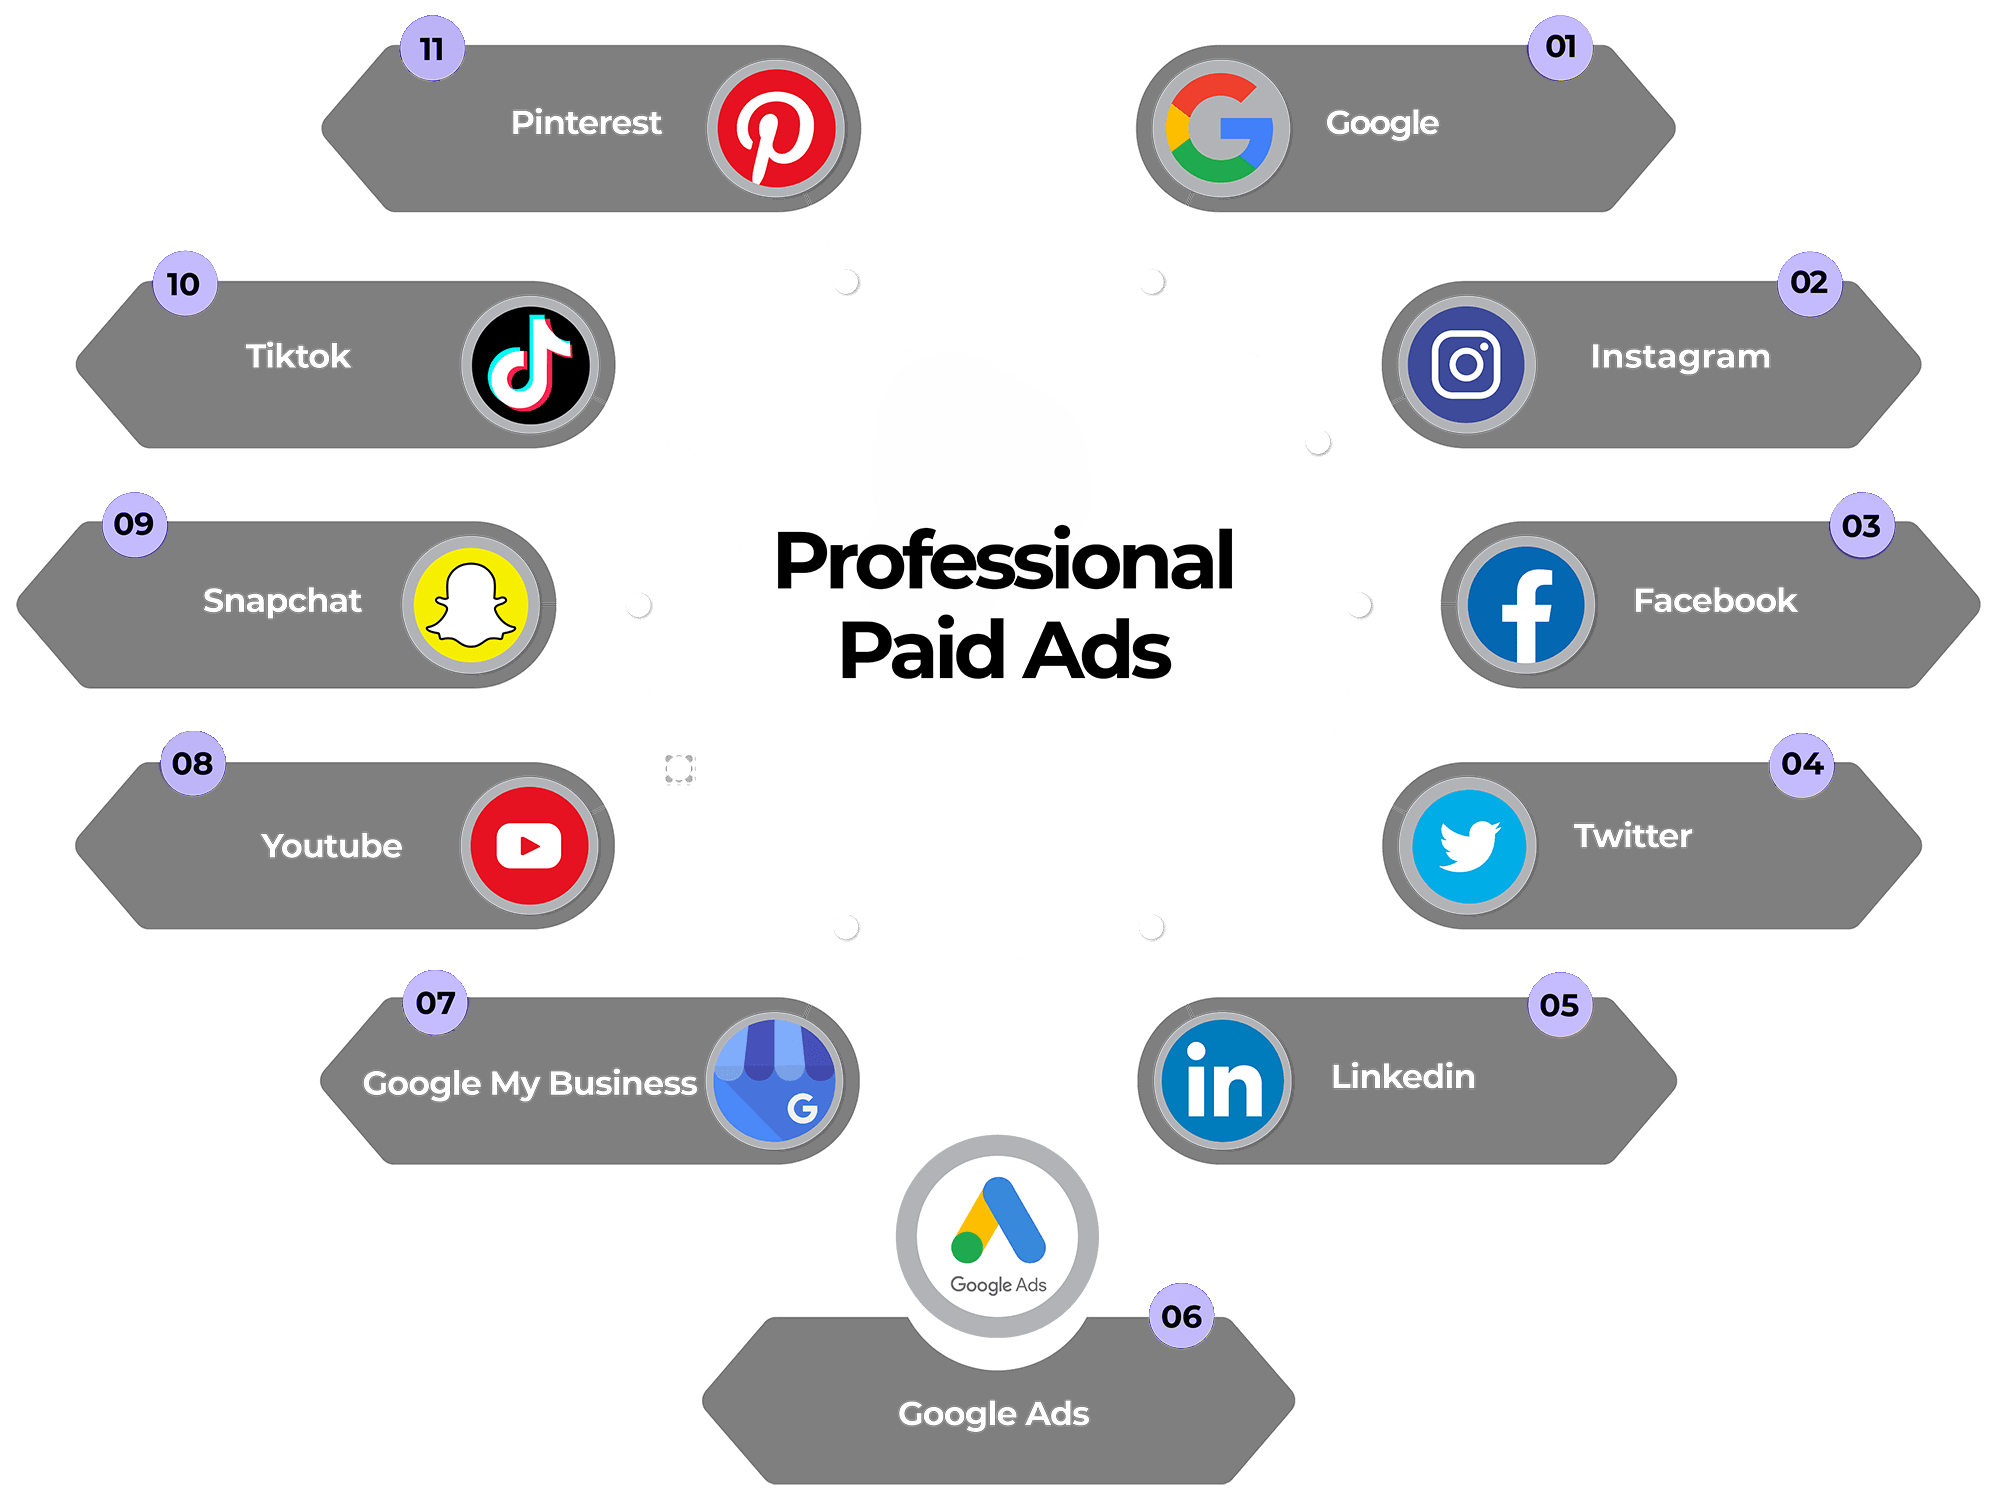 11
Pinterest
01
Google
10
Tiktok
02
Instagram
09
Snapchat
03
Facebook
Professional
Paid Ads
08
Youtube
04
Twitter
07
Google My Business
G
05
Linkedin
in
Google Ads
06
Google Ads